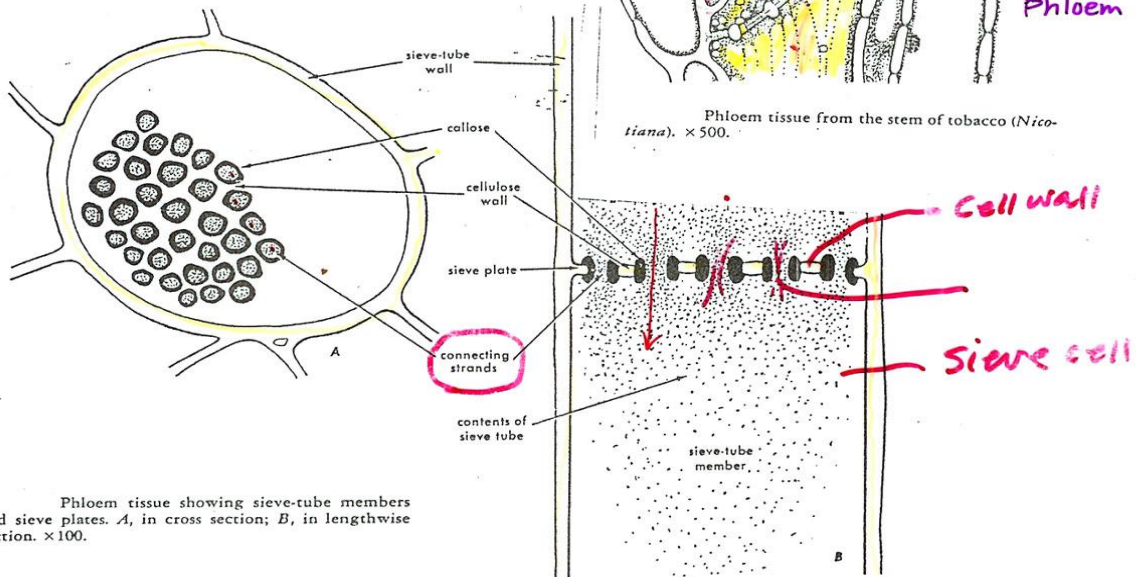 Phloem
sieve-tube
wall
Phloem tissue from the stem of tobacco (Nico-
tiana). ×500.
callose
cellulose
wall
Cell wall
sieve plate
A
connecting
strands
Sieve cell
contents of
sieve tube
sieve-tube
member
Phloem tissue showing sieve-tube members
d sieve plates. A, in cross section; B, in lengthwise
tion. ×100.
B